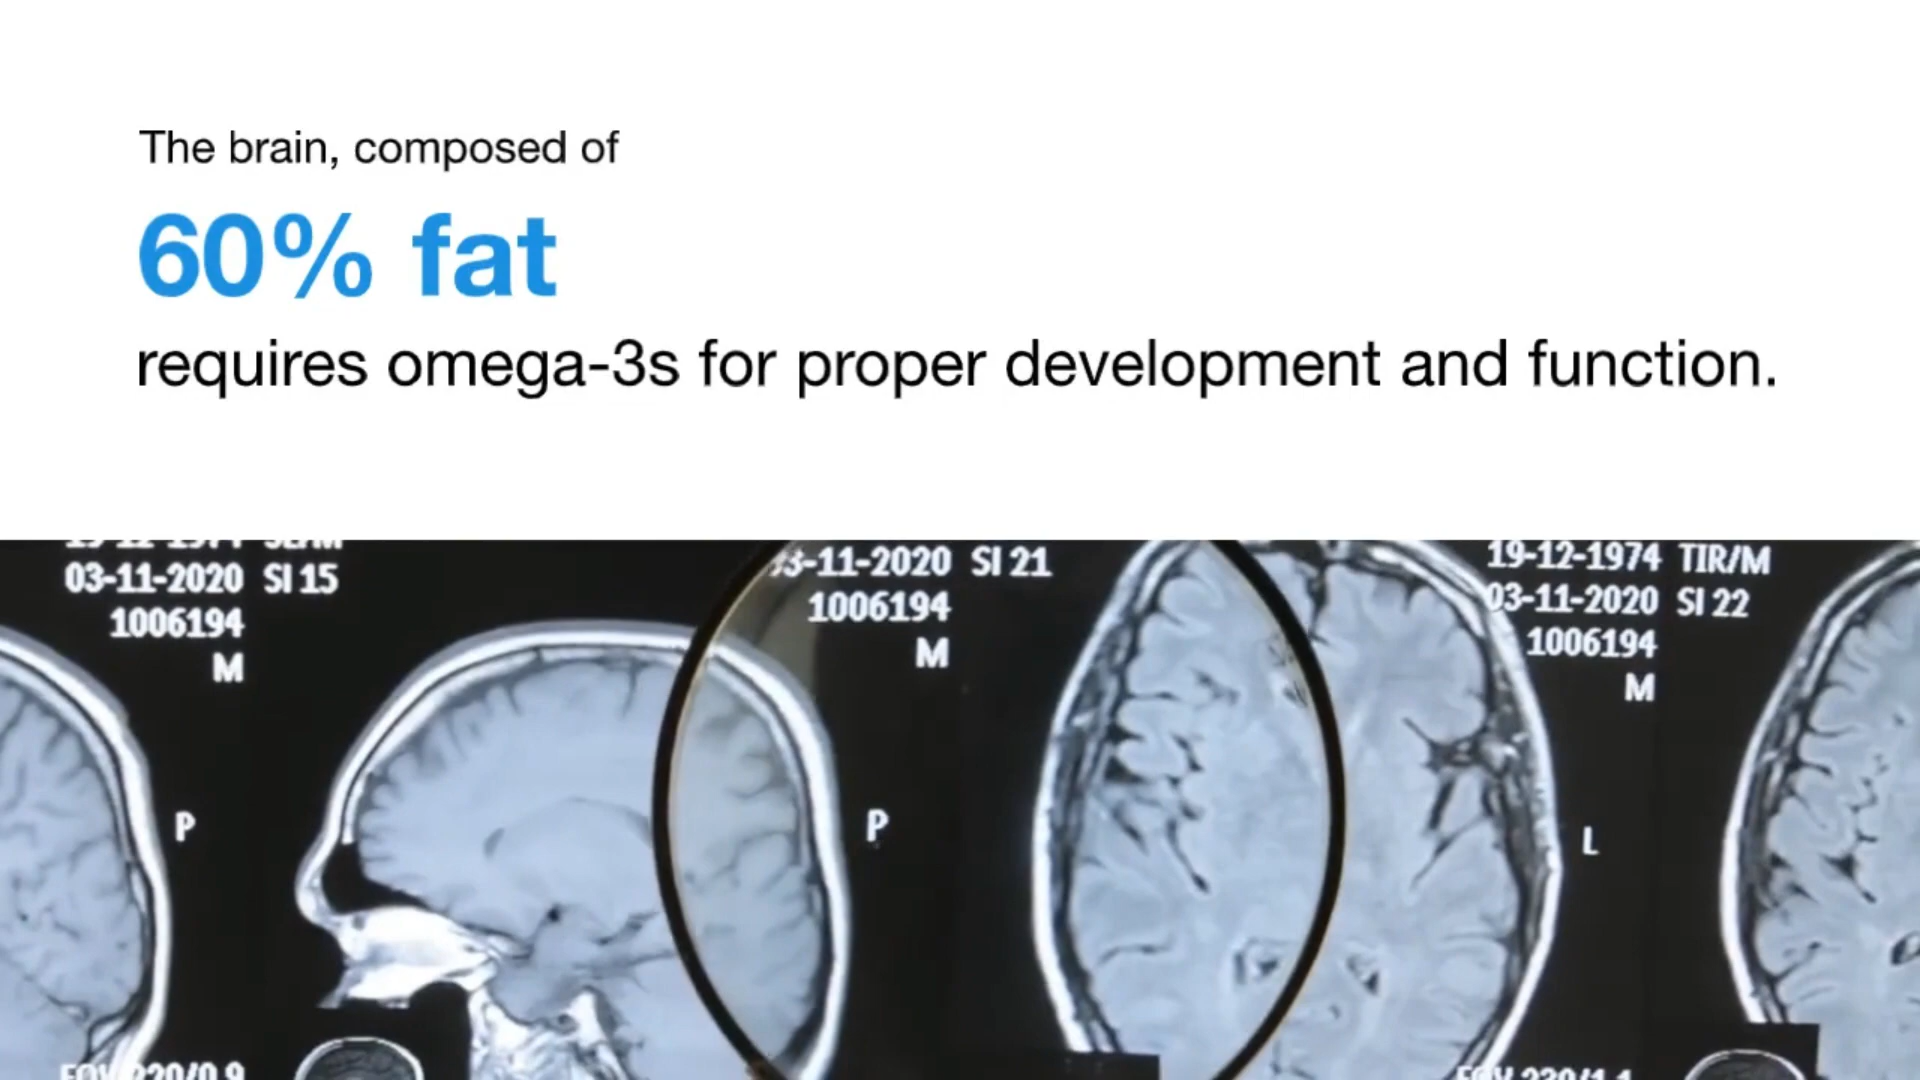 The brain, composed of
60% fat
requires omega-3s for proper development and function.
03-11-2020 SI 15
1006194
M
P
3-11-2020 SI 21
1006194
M
P
19-12-1974 TIR/M
03-11-2020 SI 22
1006194
M
L